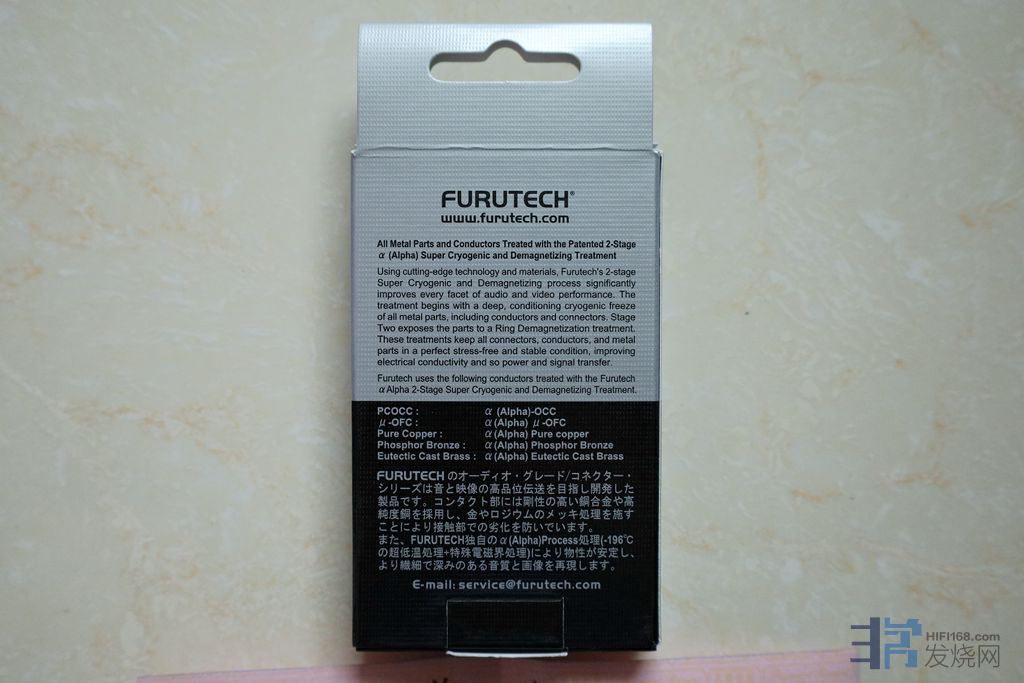 FURUTECH®
www.furutech.com
All Metal Parts and Conductors Treated with the Patented 2-Stage
α (Alpha) Super Cryogenic and Demagnetizing Treatment
Using cutting-edge technology and materials, Furutech's 2-stage
Super Cryogenic and Demagnetizing process significantly
improves every facet of audio and video performance. The
treatment begins with a deep, conditioning cryogenic freeze
of all metal parts, including conductors and connectors. Stage
Two exposes the parts to a Ring Demagnetization treatment.
These treatments keep all connectors, conductors, and metal
parts in a perfect stress-free and stable condition, improving
electrical conductivity and so power and signal transfer.
Furutech uses the following conductors treated with the Furutech
α Alpha 2-Stage Super Cryogenic and Demagnetizing Treatment.
PCOCC : α (Alpha)-OCC
μ-OFC : α (Alpha) μ-OFC
Pure Copper : α (Alpha) Pure copper
Phosphor Bronze : α (Alpha) Phosphor Bronze
Eutectic Cast Brass : α (Alpha) Eutectic Cast Brass
FURUTECH のオーディオ・グレード/コネクター・
シリーズは音と映像の高品位伝送を目指し開発した
製品です。コンタクト部には剛性の高い銅合金や高
純度銅を採用し、金やロジウムのメッキ処理を施す
ことにより接触部での劣化を防いでいます。
また、FURUTECH独自のα(Alpha)Process処理(-196℃
の超低温処理+特殊電磁界処理)により物性が安定し、
より繊細で深みのある音質と画像を再現します。
E-mail: service@furutech.com
HIFI168.com
发烧网